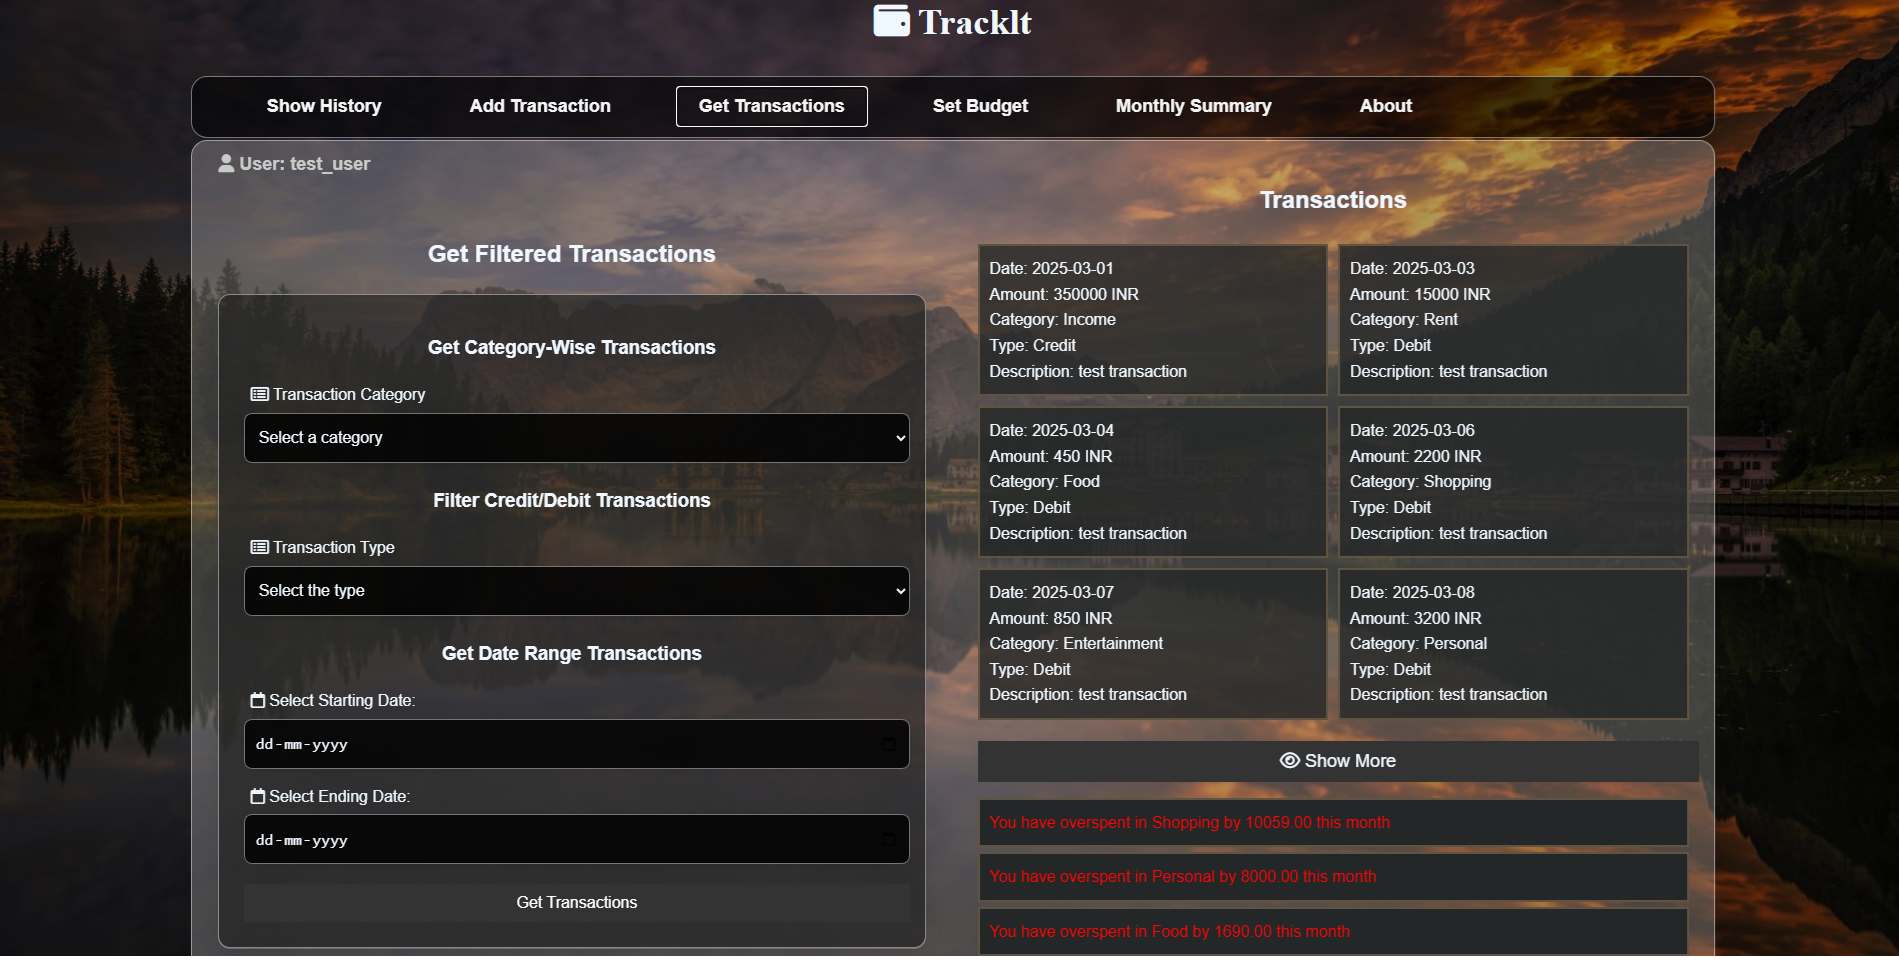 TrackIt
Show History
Add Transaction
Get Transactions
Set Budget
Monthly Summary
About
User: test_user
Get Filtered Transactions
Get Category-Wise Transactions
Transaction Category
Select a category
Filter Credit/Debit Transactions
Transaction Type
Select the type
Get Date Range Transactions
Select Starting Date:
dd-mm-yyyy
Select Ending Date:
dd-mm-yyyy
Get Transactions
Transactions
Date: 2025-03-01
Amount: 350000 INR
Category: Income
Type: Credit
Description: test transaction
Date: 2025-03-03
Amount: 15000 INR
Category: Rent
Type: Debit
Description: test transaction
Date: 2025-03-04
Amount: 450 INR
Category: Food
Type: Debit
Description: test transaction
Date: 2025-03-06
Amount: 2200 INR
Category: Shopping
Type: Debit
Description: test transaction
Date: 2025-03-07
Amount: 850 INR
Category: Entertainment
Type: Debit
Description: test transaction
Date: 2025-03-08
Amount: 3200 INR
Category: Personal
Type: Debit
Description: test transaction
Show More
You have overspent in Shopping by 10059.00 this month
You have overspent in Personal by 8000.00 this month
You have overspent in Food by 1690.00 this month